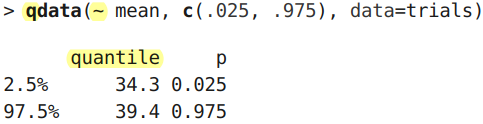 > qdata(~ mean, c(.025, .975), data=trials)
quantile p
2.5% 34.3 0.025
97.5% 39.4 0.975